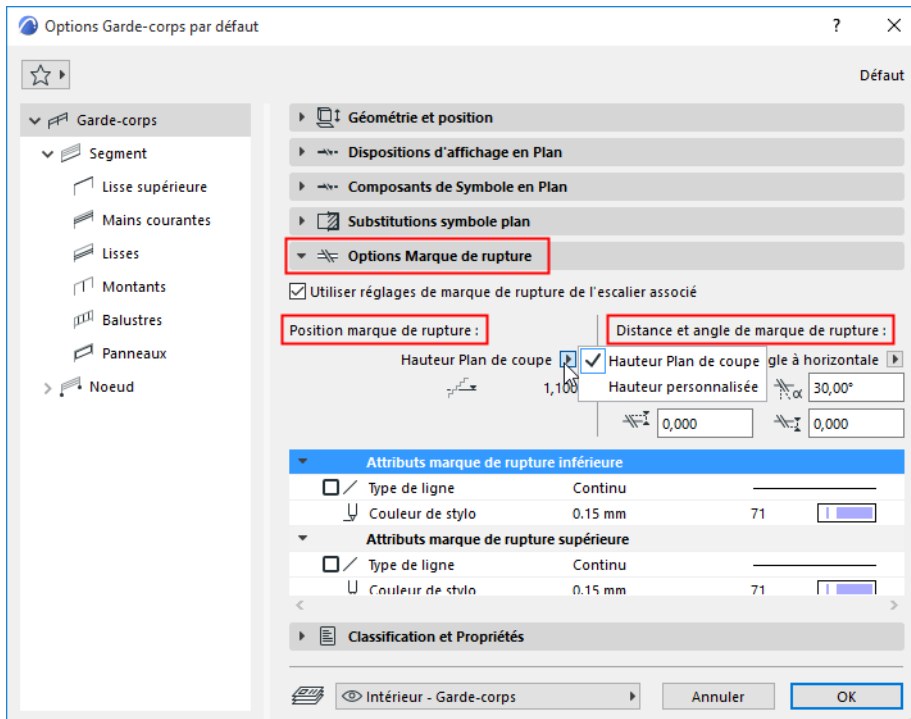 Options Garde-corps par défaut
?
Défaut
Garde-corps
Segment
Lisse supérieure
Mains courantes
Lisses
Montants
Balustres
Panneaux
Noeud
Géométrie et position
Dispositions d'affichage en Plan
Composants de Symbole en Plan
Substitutions symbole plan
Options Marque de rupture
Utiliser réglages de marque de rupture de l'escalier associé
Position marque de rupture :
Distance et angle de marque de rupture :
Hauteur Plan de coupe
Hauteur Plan de coupe
gle à horizontale
Hauteur personnalisée
1,100
α
30,00°
0,000
0,000
Attributs marque de rupture inférieure
Type de ligne Continu
Couleur de stylo 0.15 mm 71
Attributs marque de rupture supérieure
Type de ligne Continu
Couleur de stylo 0.15 mm 71
Classification et Propriétés
Intérieur - Garde-corps
Annuler
OK